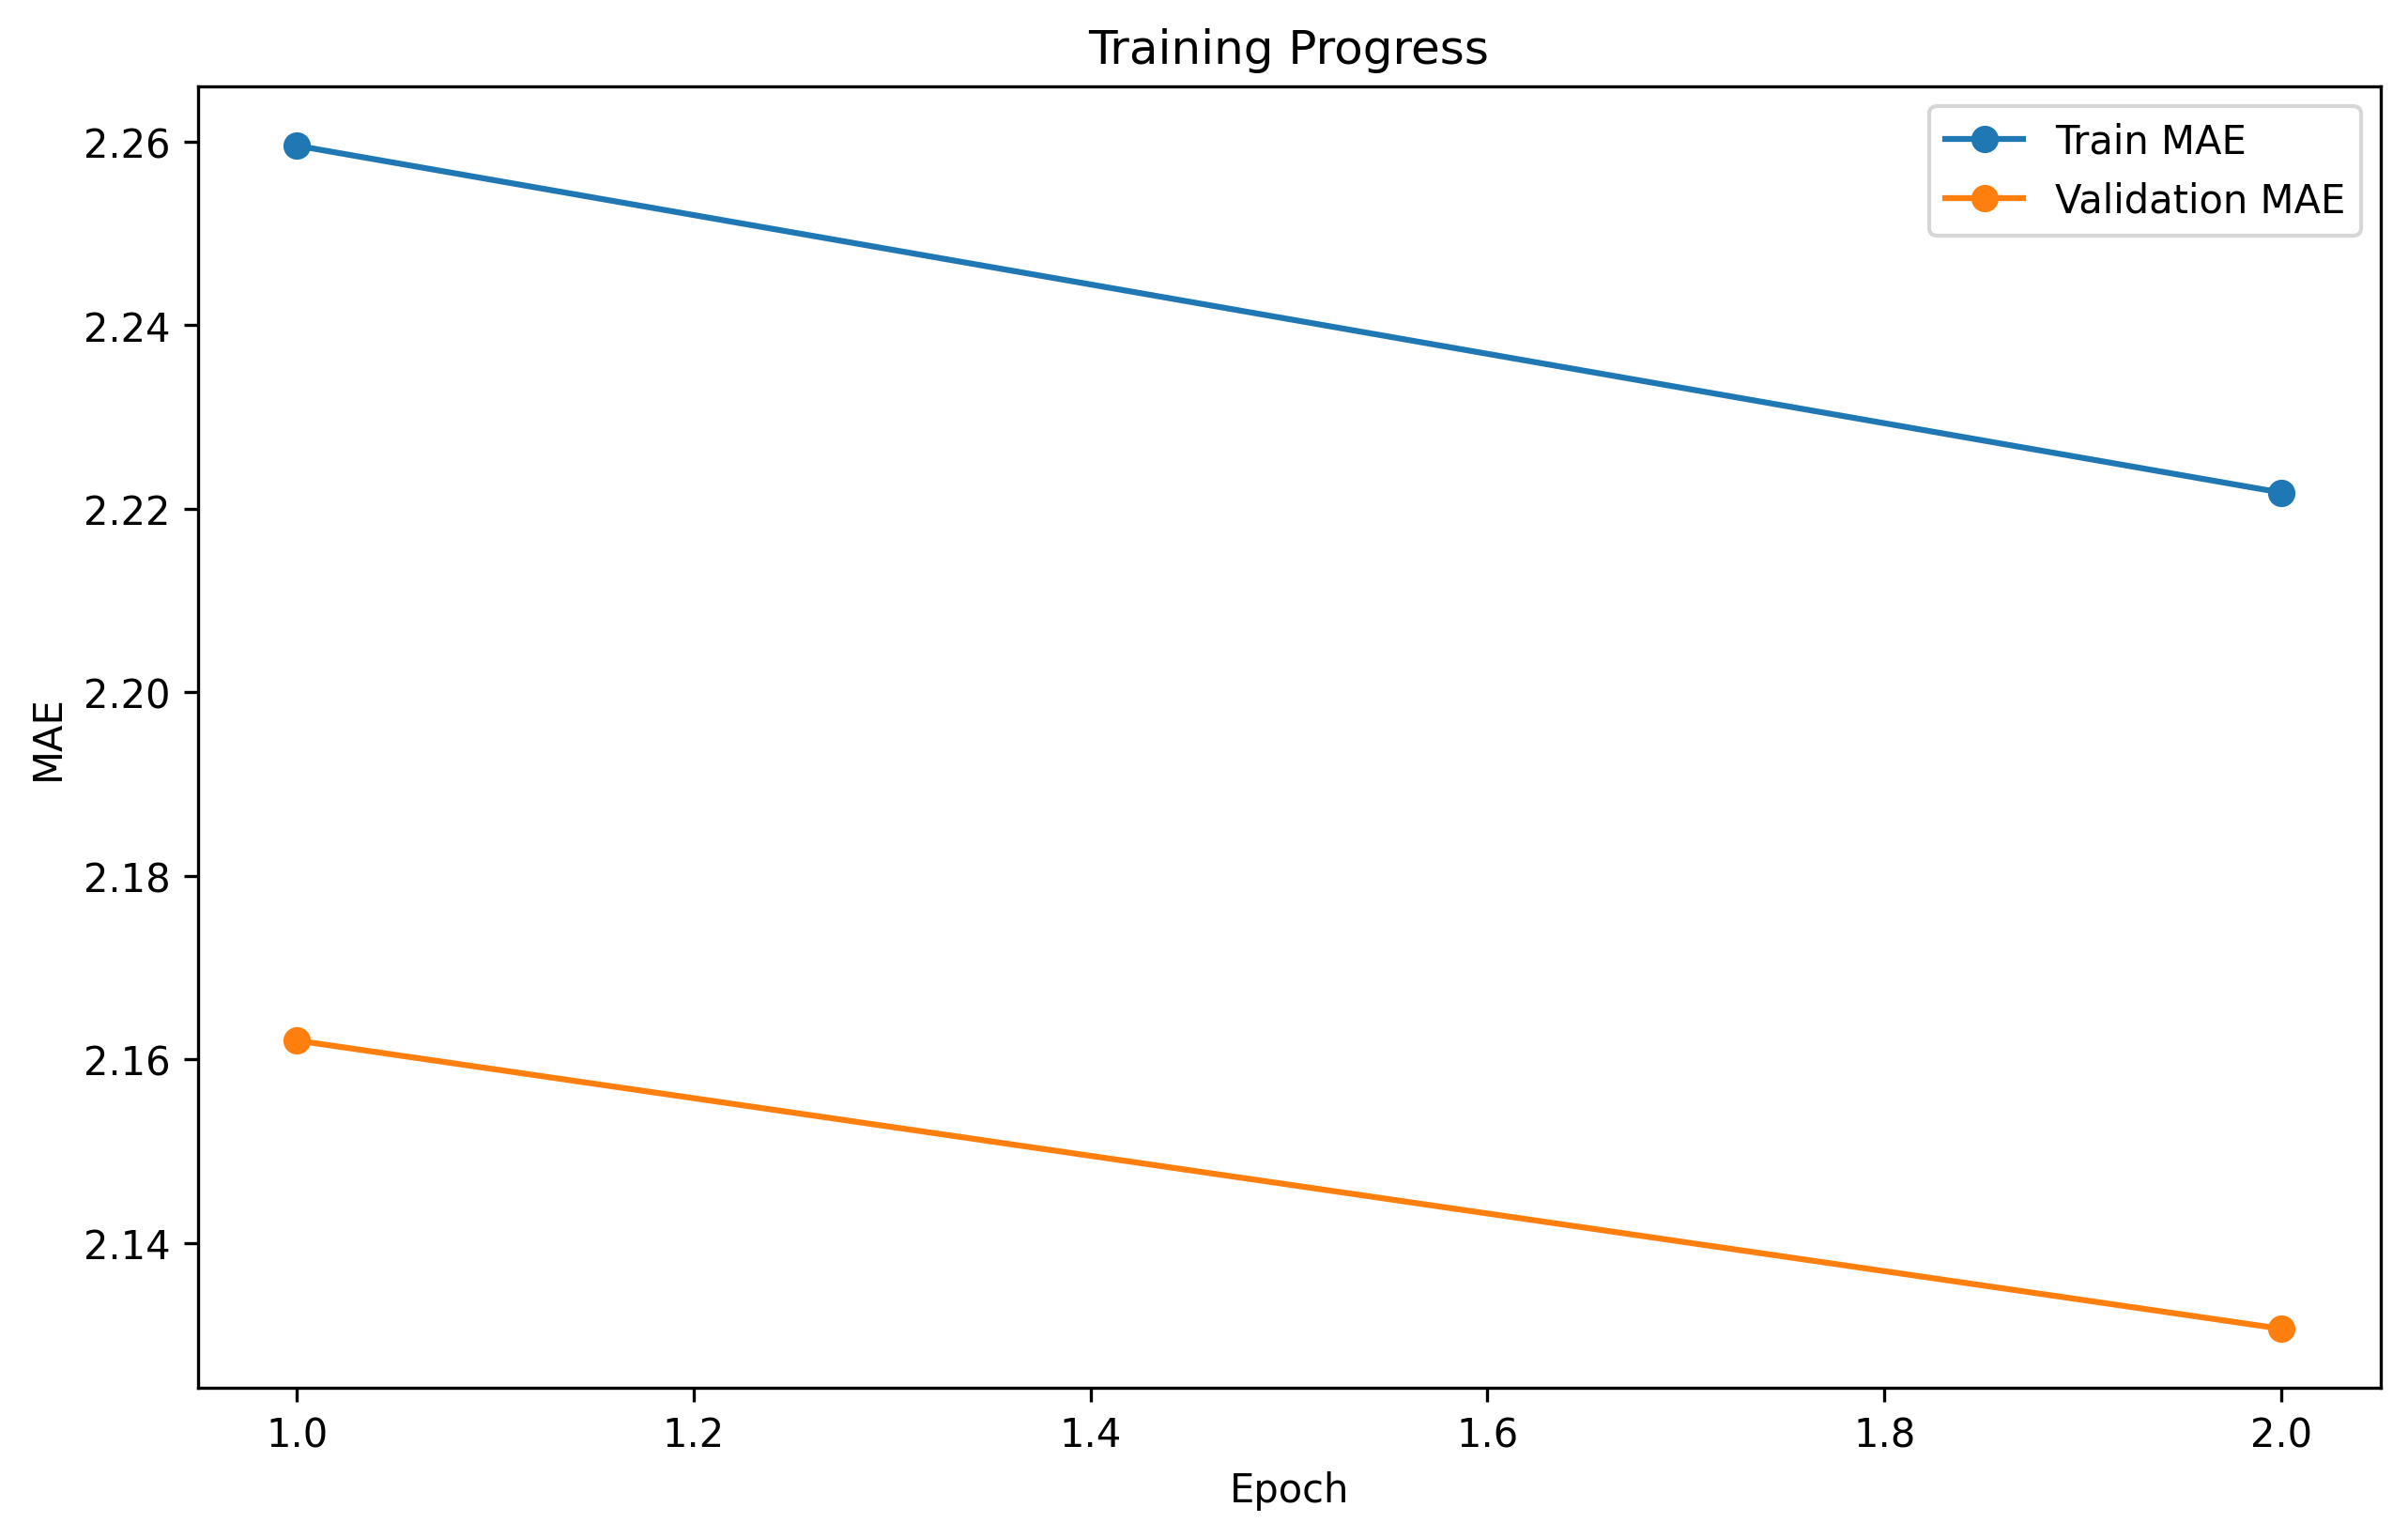 Training Progress
Train MAE
Validation MAE
2.26
2.24
2.22
2.20
2.18
2.16
2.14
MAE
1.0 1.2 1.4 1.6 1.8 2.0
Epoch